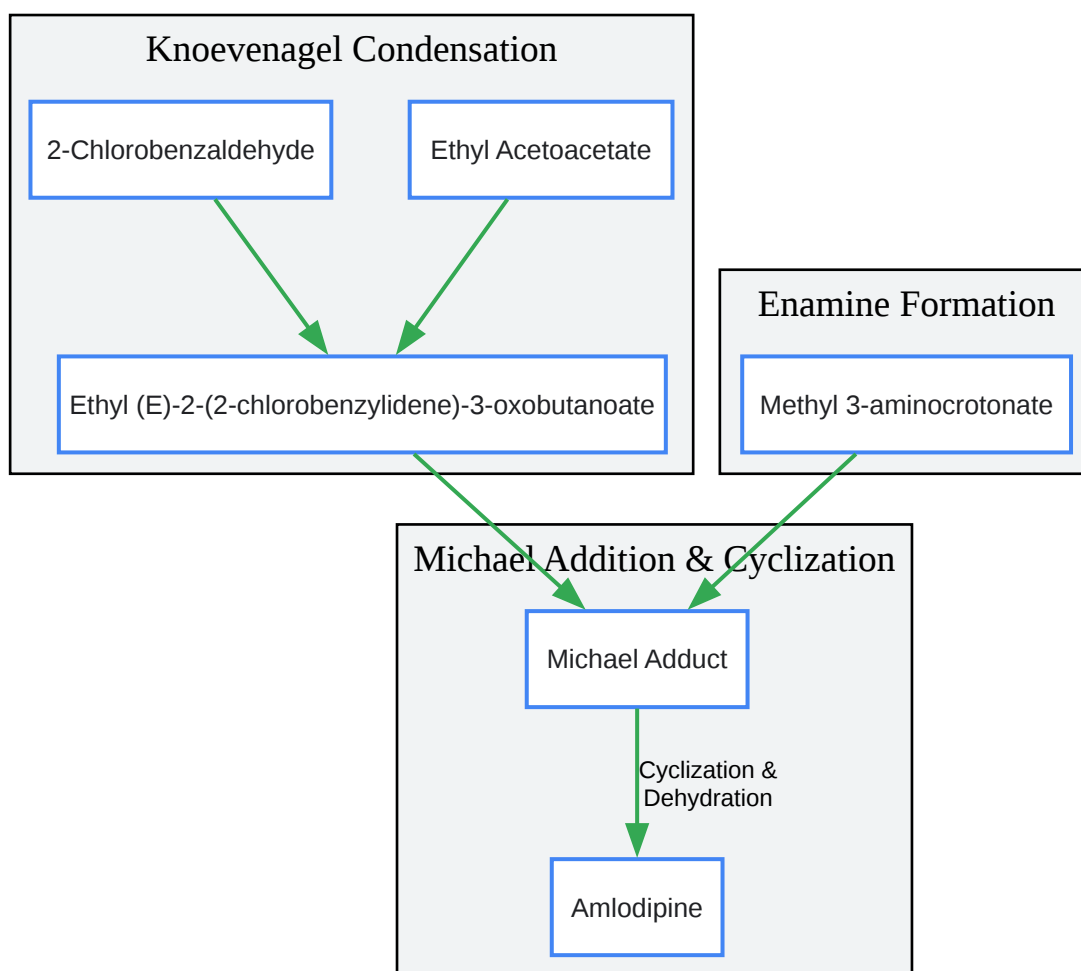 Knoevenagel Condensation
2-Chlorobenzaldehyde
Ethyl Acetoacetate
Ethyl (E)-2-(2-chlorobenzylidene)-3-oxobutanoate
Enamine Formation
Methyl 3-aminocrotonate
Michael Addition & Cyclization
Michael Adduct
Cyclization &
Dehydration
Amlodipine